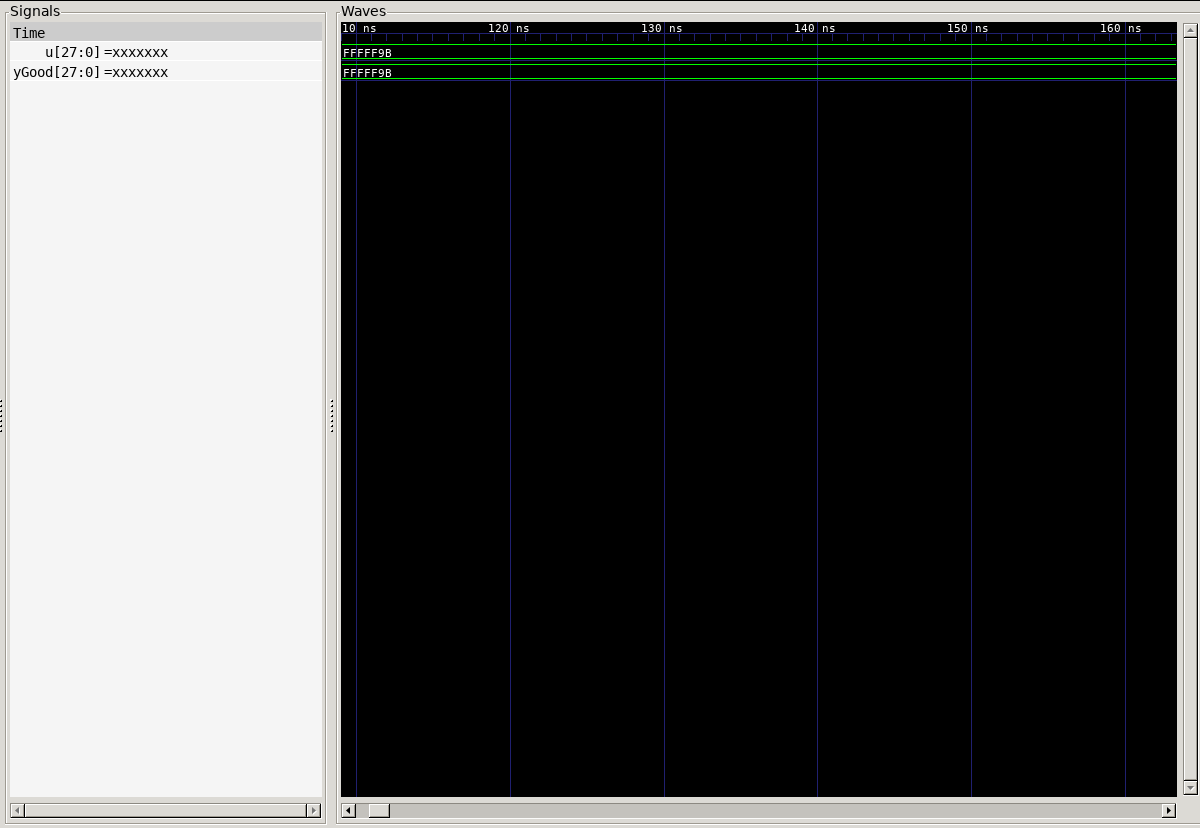 Signals
Waves
Time
10 ns 120 ns 130 ns 140 ns 150 ns 160 ns
u[27:0] =xxxxxxx
FFFFF9B
yGood[27:0] =xxxxxxx
FFFFF9B